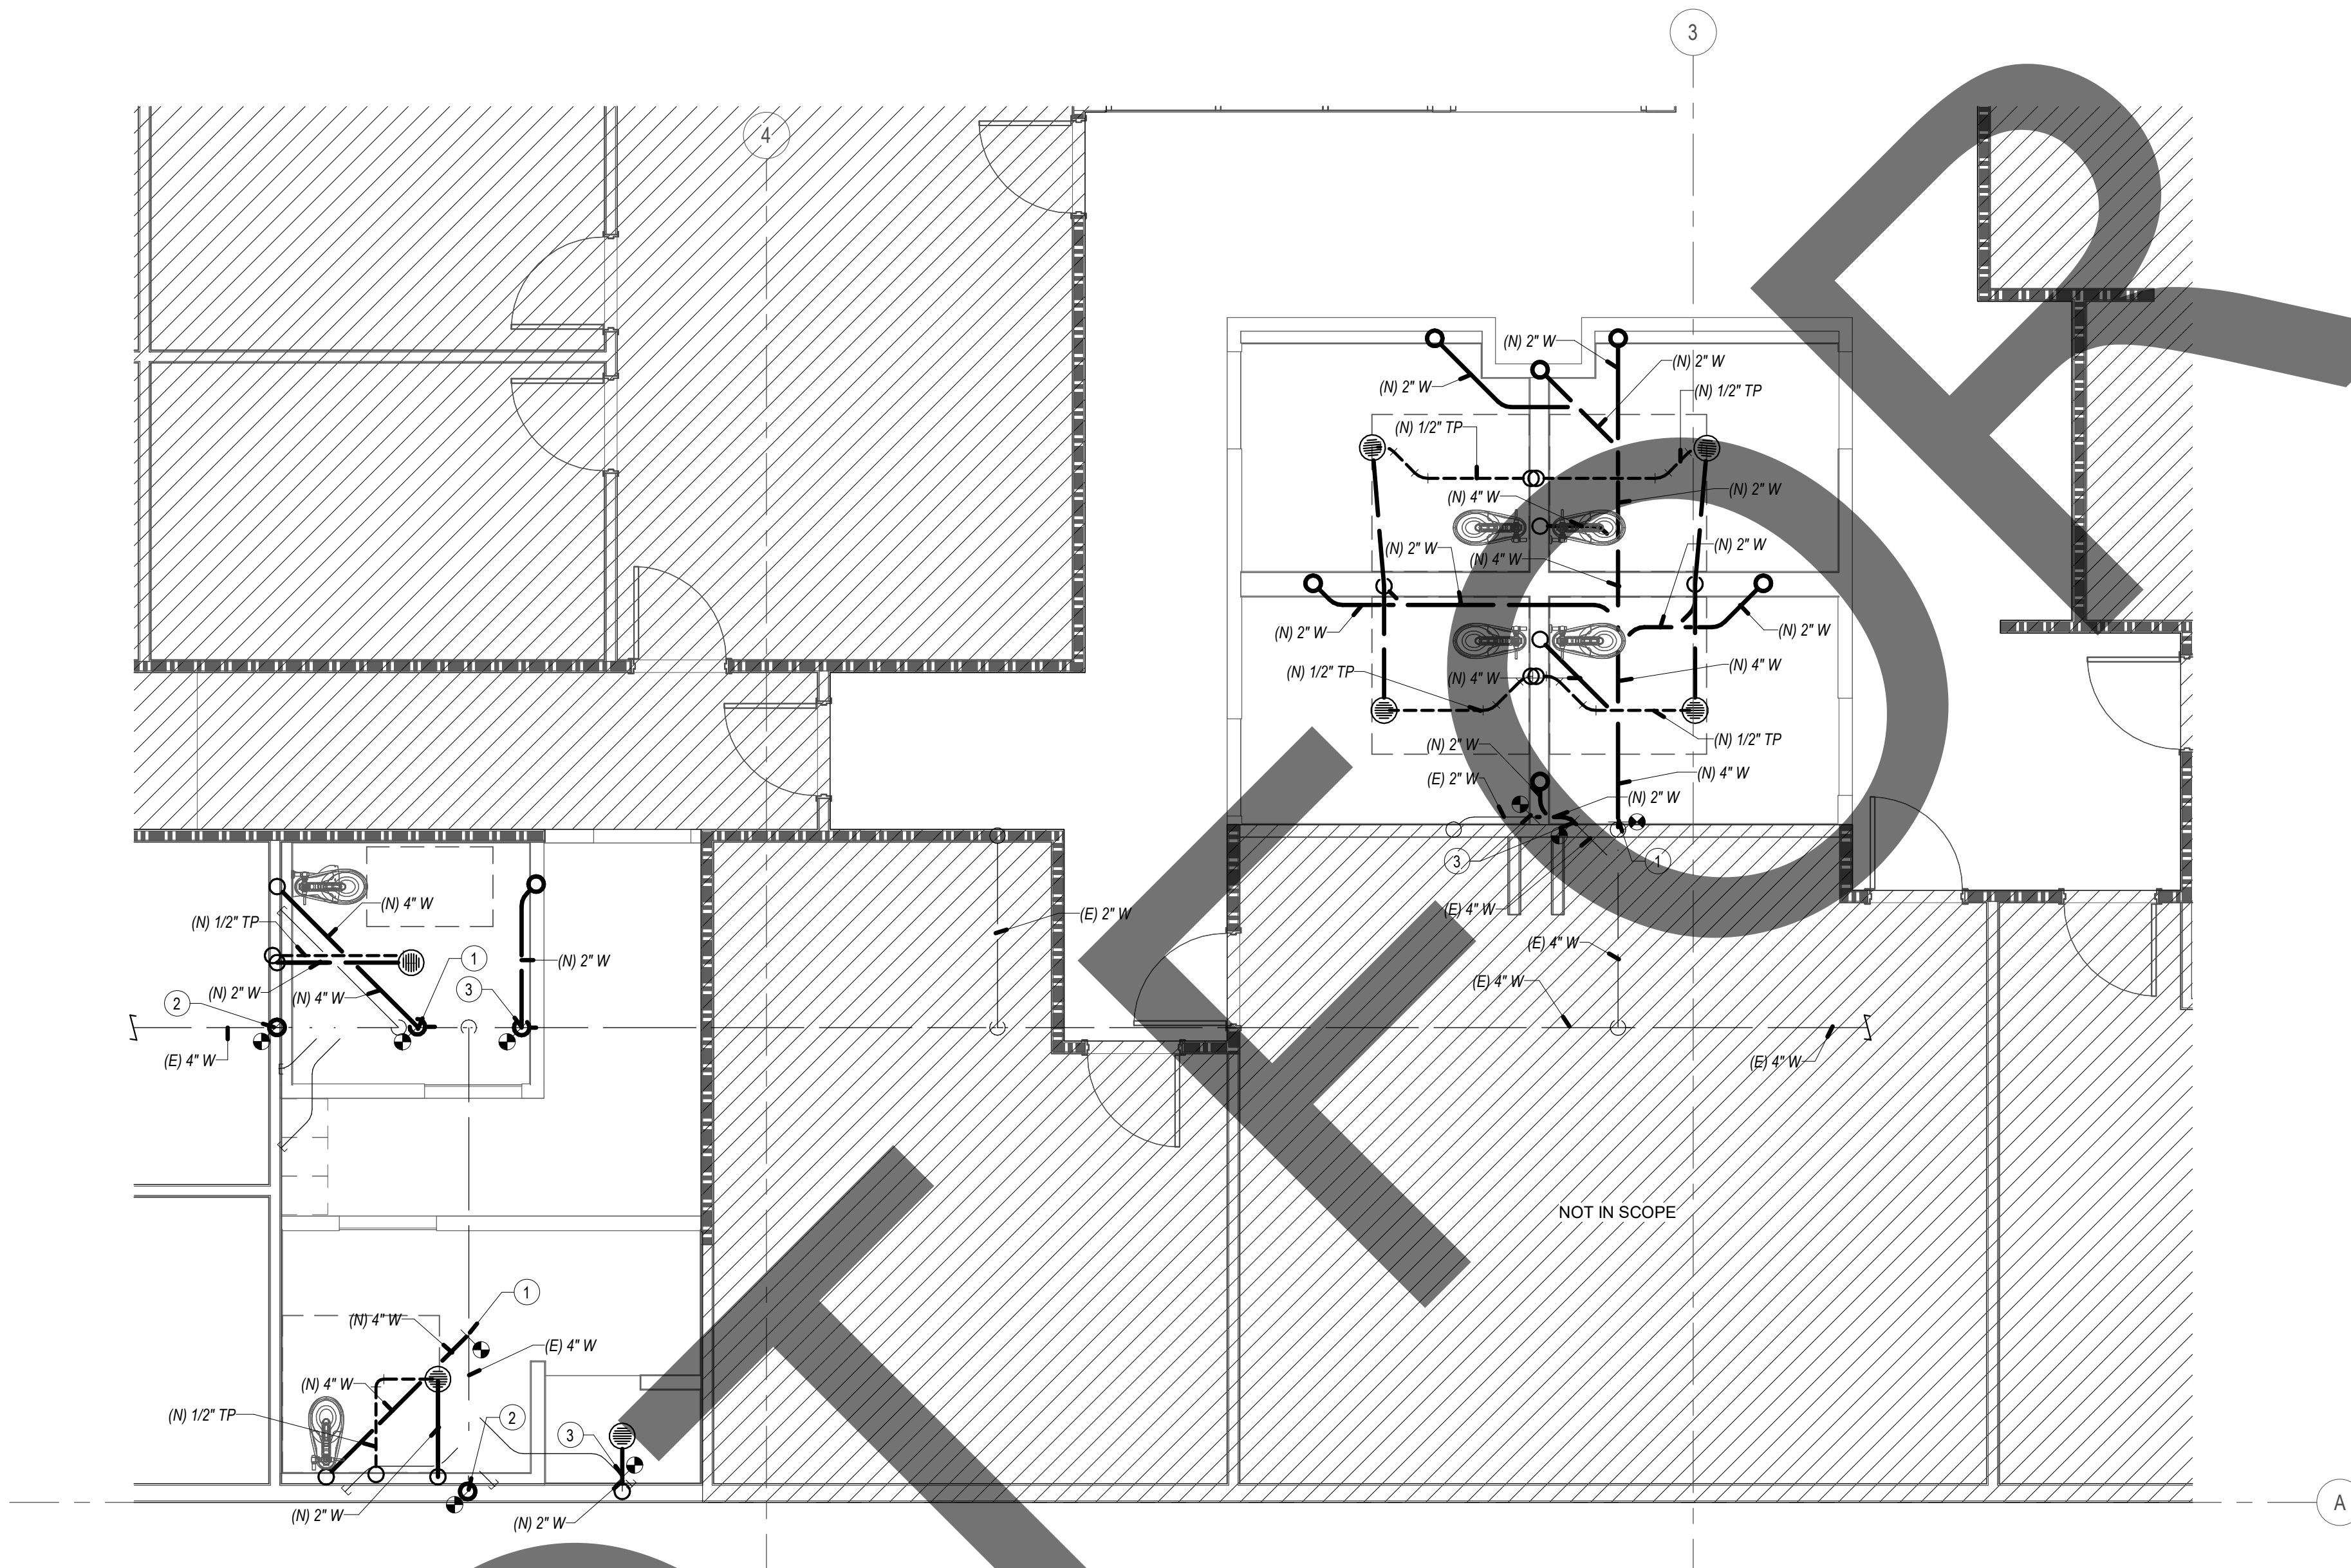 3
4
(N) 2" W
(N) 2" W
(N) 2" W
(N) 1/2" TP
(N) 1/2" TP
(N) 2" W
(N) 4" W
(N) 2" W
(N) 2" W
(N) 4" W
(N) 2" W
(N) 2" W
(N) 4" W
(N) 1/2" TP
(N) 4" W
(N) 1/2" TP
(N) 2" W
(N) 4" W
(E) 2" W
(N) 2" W
3
1
(N) 4" W
(E) 4" W
(E) 2" W
(N) 1/2" TP
(E) 4" W
1
(N) 2" W
(E) 4" W
3
(N) 2" W
(N) 4" W
2
(E) 4" W
(E) 4" W
NOT IN SCOPE
1
(N) 4" W
(E) 4" W
(N) 4" W
(N) 1/2" TP
2
3
(N) 2" W
(N) 2" W
A